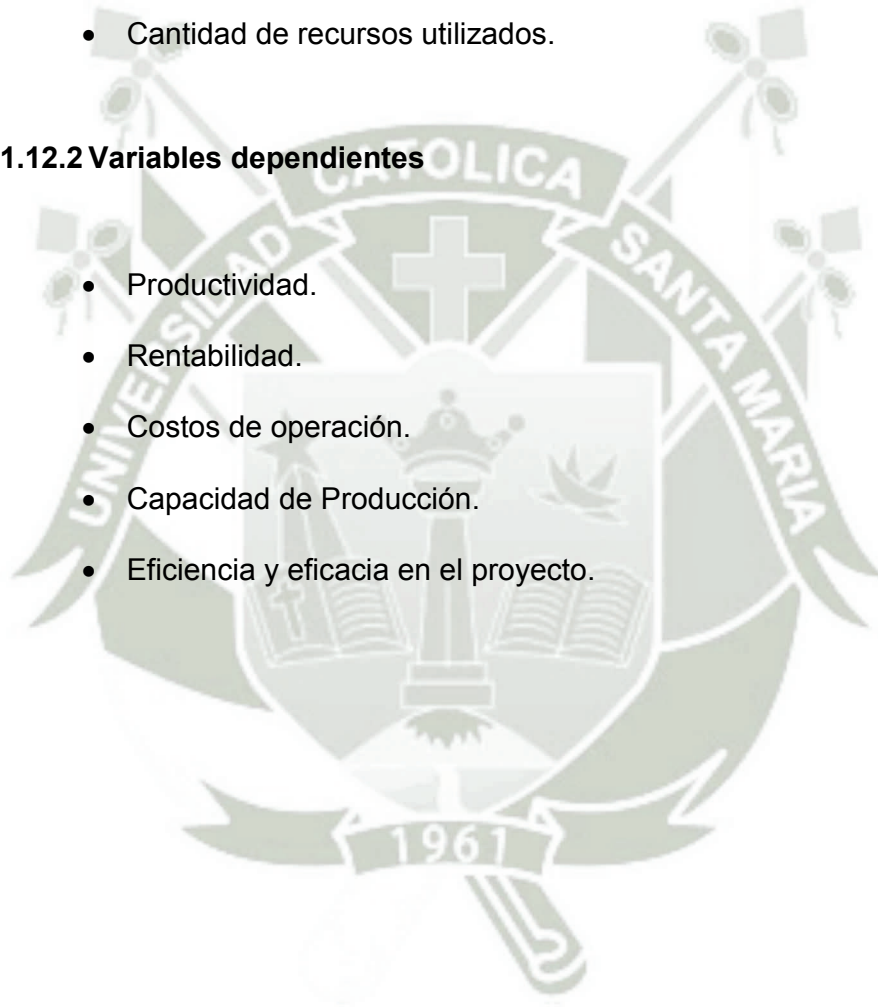 • Cantidad de recursos utilizados.
1.12.2 Variables dependientes
UNIVERSIDAD CATOLICA SANTA MARIA
• Productividad.
• Rentabilidad.
• Costos de operación.
• Capacidad de Producción.
• Eficiencia y eficacia en el proyecto.
1961